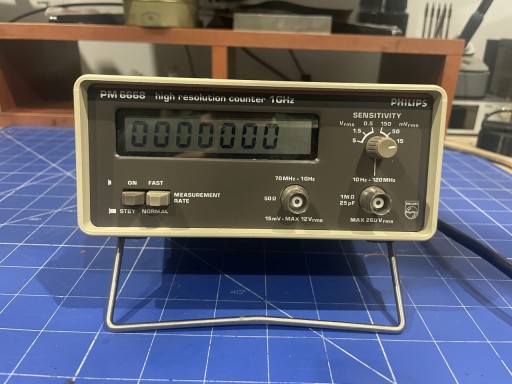 PM 6668 high resolution counter 1GHz PHILIPS
0000000
SENSITIVITY
Vrms 0.5 150 mVrms
1.5 50
5 15
ON FAST
STBY NORMAL
MEASUREMENT
RATE
70MHz - 1GHz
50Ω
15mV - MAX 12Vrms
10Hz - 120MHz
1MΩ
25pF
MAX 260Vrms